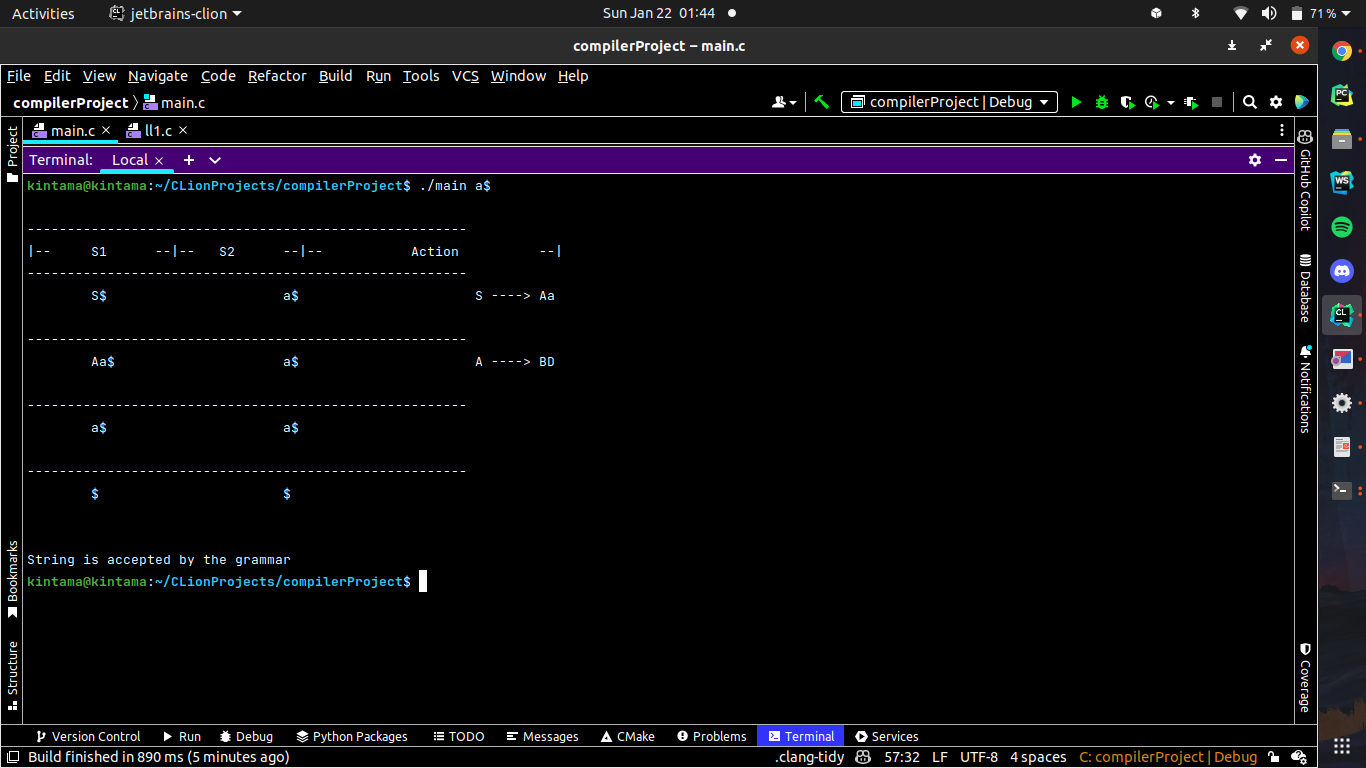 Activities jetbrains-clion Sun Jan 22 01:44 71%
compilerProject – main.c
File Edit View Navigate Code Refactor Build Run Tools VCS Window Help
compilerProject main.c compilerProject | Debug
main.c ll1.c
Terminal: Local
kintama@kintama:~/CLionProjects/compilerProject$ ./main a$
----------------------------------------------------------
|-- S1 --|-- S2 --|-- Action --|
----------------------------------------------------------
S$ a$ S ----> Aa
----------------------------------------------------------
Aa$ a$ A ----> BD
----------------------------------------------------------
a$ a$
----------------------------------------------------------
$ $
String is accepted by the grammar
kintama@kintama:~/CLionProjects/compilerProject$
Project
Bookmarks
Structure
GitHub Copilot
Database
Notifications
Coverage
PC
WS
CL
Version Control Run Debug Python Packages TODO Messages CMake Problems Terminal Services
Build finished in 890 ms (5 minutes ago) .clang-tidy 57:32 LF UTF-8 4 spaces C: compilerProject | Debug